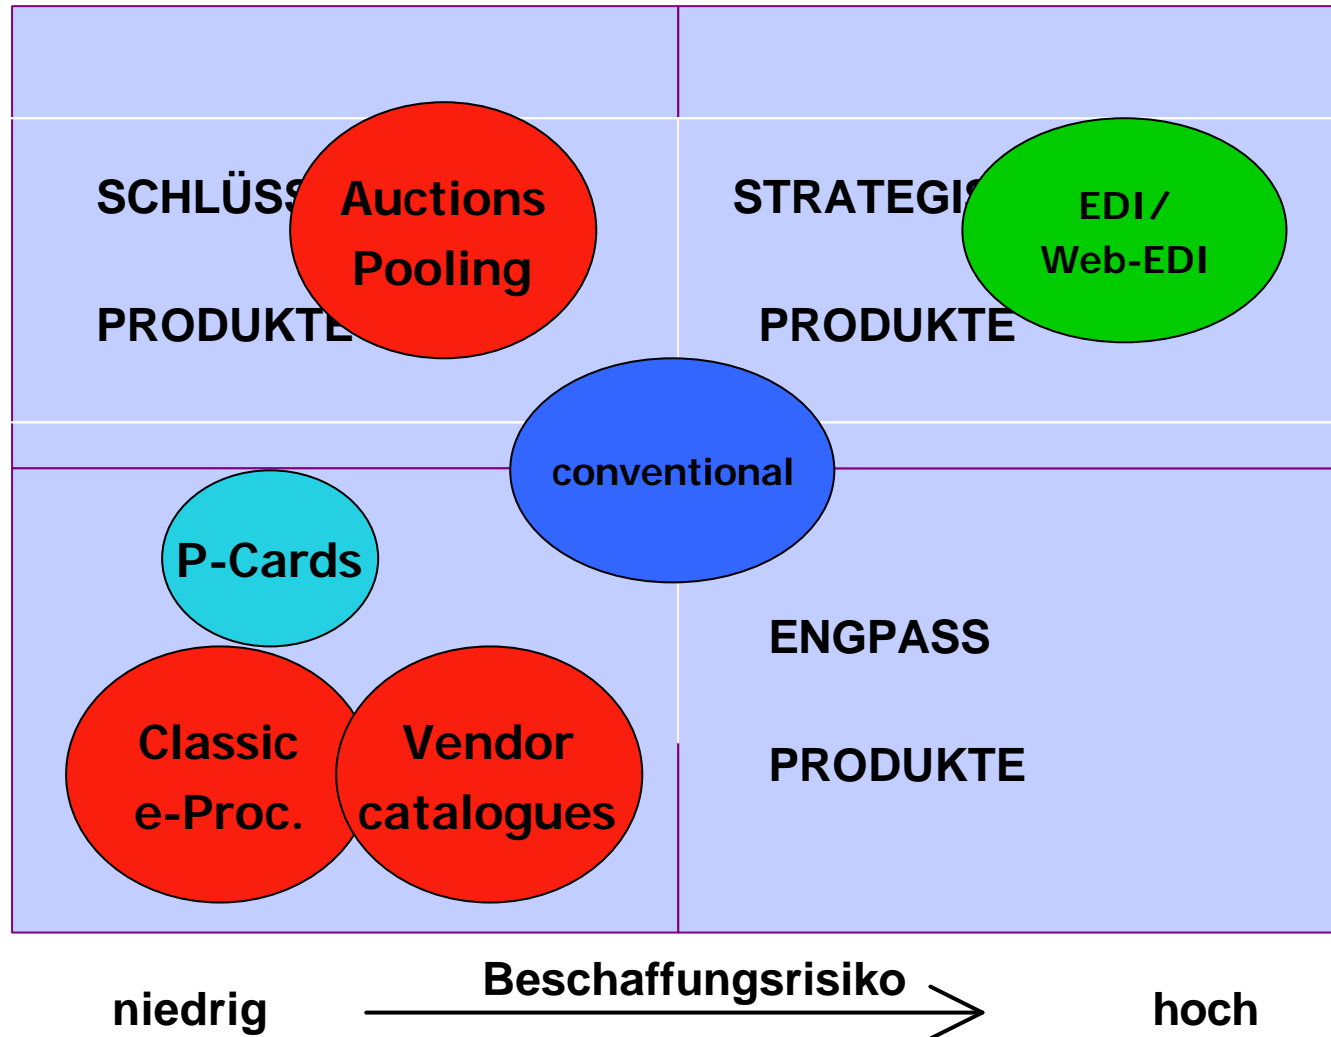 SCHLÜSS
PRODUKTE
Auctions
Pooling
STRATEGIS
PRODUKTE
EDI/
Web-EDI
conventional
P-Cards
Classic
e-Proc.
Vendor
catalogues
ENGPASS
PRODUKTE
niedrig
Beschaffungsrisiko
hoch